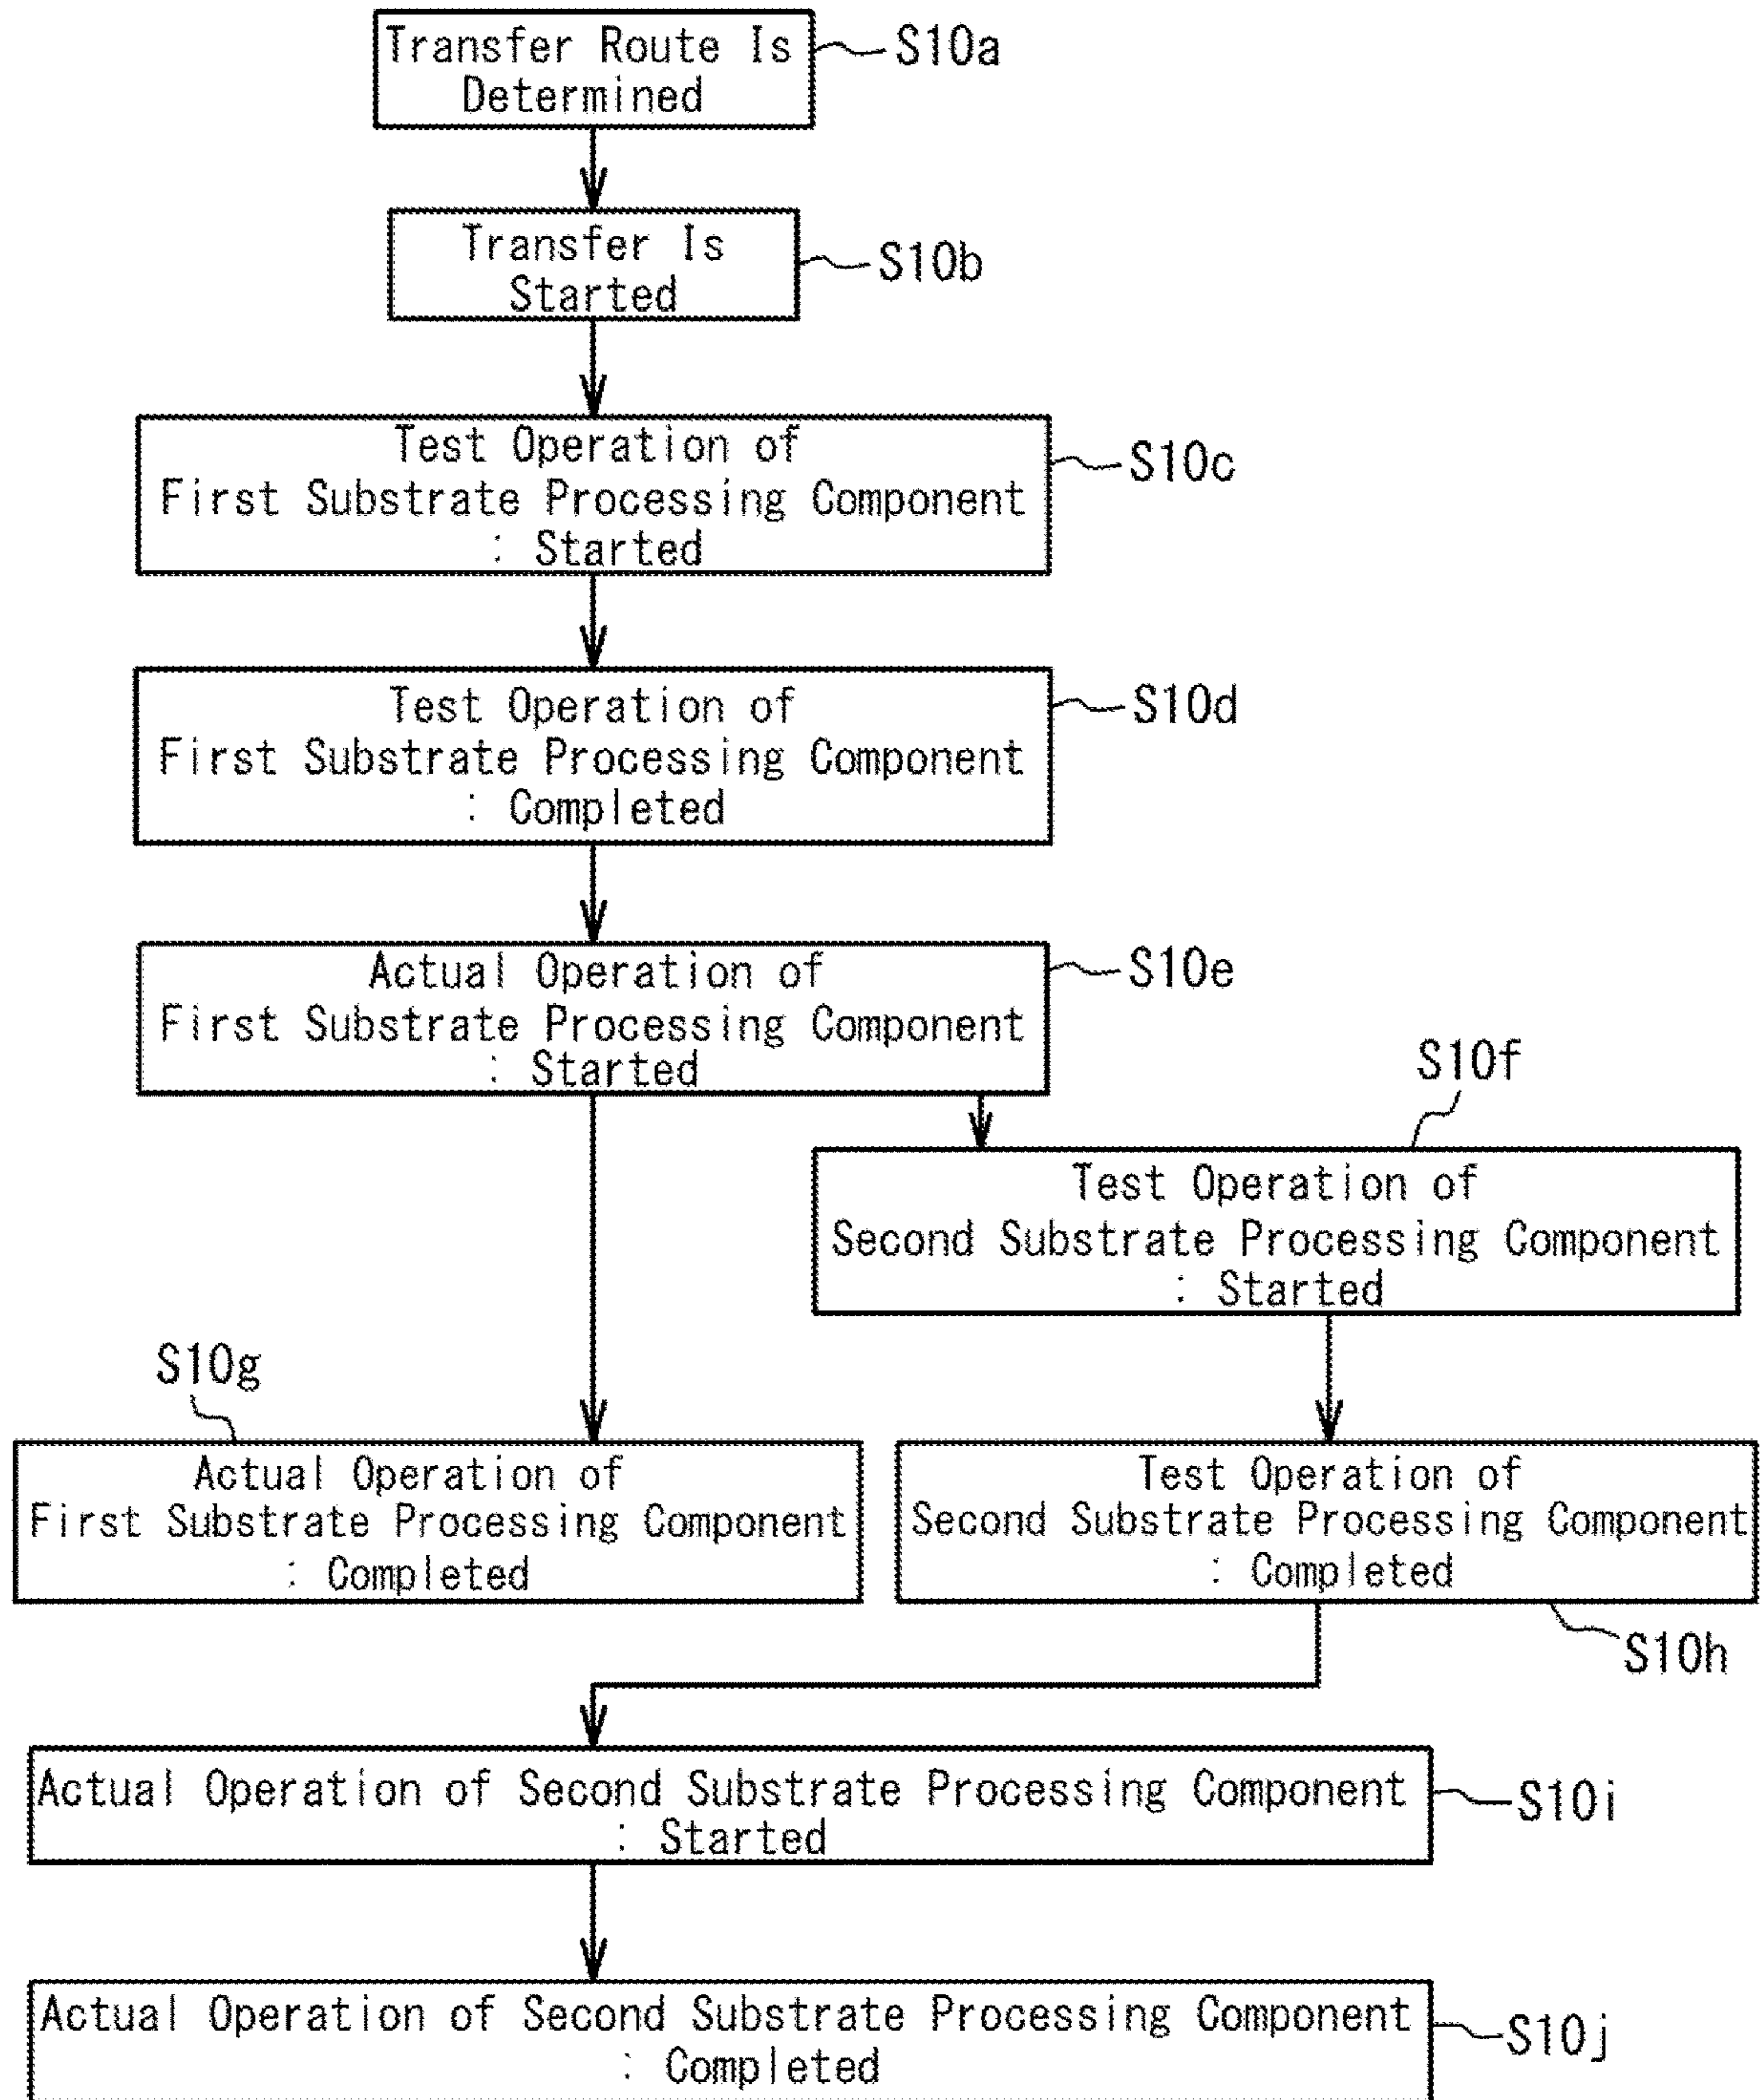 Transfer Route Is
Determined
S10a
Transfer Is
Started
S10b
Test Operation of
First Substrate Processing Component
: Started
S10c
Test Operation of
First Substrate Processing Component
: Completed
S10d
Actual Operation of
First Substrate Processing Component
: Started
S10e
S10f
Test Operation of
Second Substrate Processing Component
: Started
S10g
Actual Operation of
First Substrate Processing Component
: Completed
Test Operation of
Second Substrate Processing Component
: Completed
S10h
Actual Operation of Second Substrate Processing Component
: Started
S10i
Actual Operation of Second Substrate Processing Component
: Completed
S10j